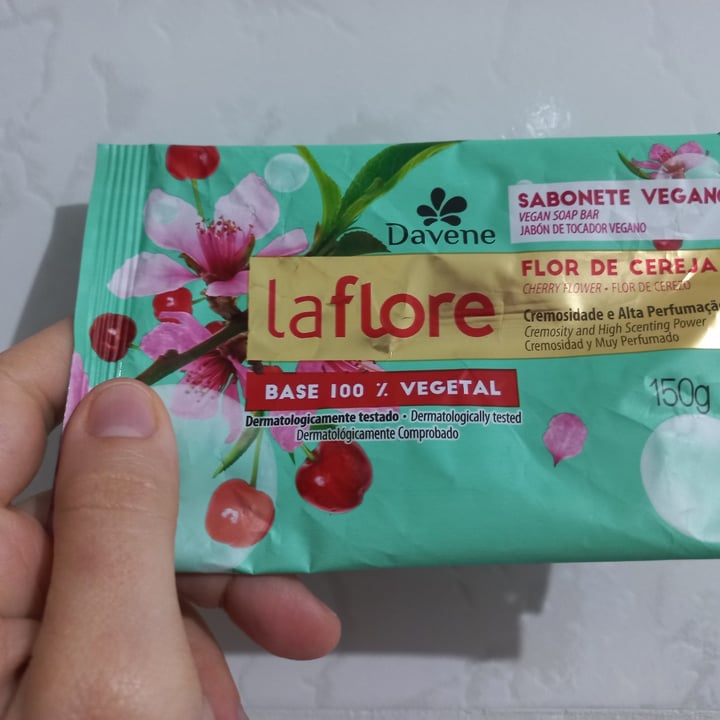 Davene
SABONETE VEGANO
VEGAN SOAP BAR
JABÓN DE TOCADOR VEGANO
laflore
FLOR DE CEREJA
CHERRY FLOWER • FLOR DE CEREZO
Cremosidade e Alta Perfumação
Cremosity and High Scenting Power
Cremosidad y Muy Perfumado
BASE 100 % VEGETAL
Dermatologicamente testado • Dermatologically tested
Dermatológicamente Comprobado
150g